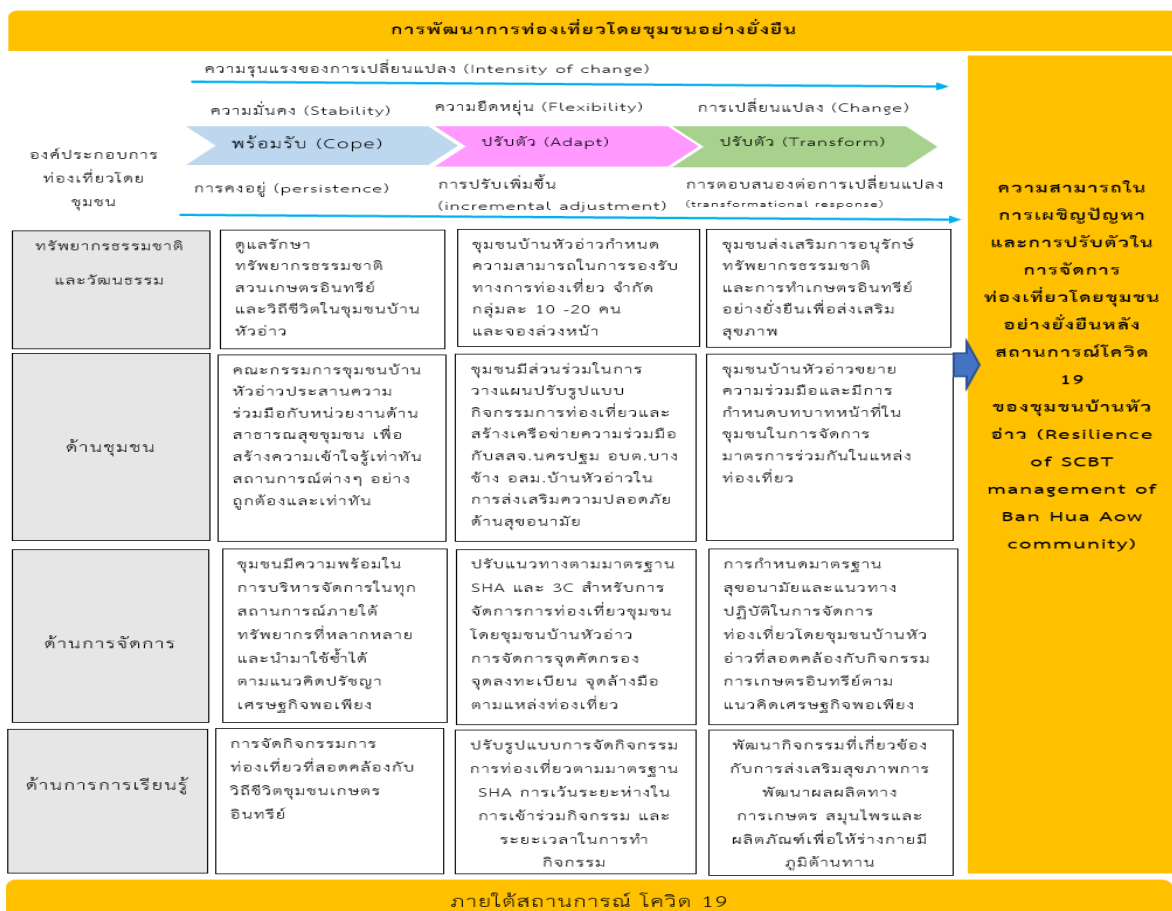 การพัฒนาการท่องเที่ยวโดยชุมชนอย่างยั่งยืน
ความรุนแรงของการเปลี่ยนแปลง (Intensity of change)
ความมั่นคง (Stability)
ความยืดหยุ่น (Flexibility)
การเปลี่ยนแปลง (Change)
องค์ประกอบการ
ท่องเที่ยวโดย
ชุมชน
พร้อมรับ (Cope)
ปรับตัว (Adapt)
ปรับตัว (Transform)
การคงอยู่ (persistence)
การปรับเพิ่มขึ้น
(incremental adjustment)
การตอบสนองต่อการเปลี่ยนแปลง
(transformational response)
ทรัพยากรธรรมชาติ
และวัฒนธรรม
ดูแลรักษา
ทรัพยากรธรรมชาติ
สวนเกษตรอินทรีย์
และวิถีชีวิตในชุมชนบ้าน
หัวอ่าว
ชุมชนบ้านหัวอ่าวกำหนด
ความสามารถในการรองรับ
ทางการท่องเที่ยว จำกัด
กลุ่มละ 10 -20 คน
และจองล่วงหน้า
ชุมชนส่งเสริมการอนุรักษ์
ทรัพยากรธรรมชาติ
และการทำเกษตรอินทรีย์
อย่างยั่งยืนเพื่อส่งเสริม
สุขภาพ
ด้านชุมชน
คณะกรรมการชุมชนบ้าน
หัวอ่าวประสานความ
ร่วมมือกับหน่วยงานด้าน
สาธารณสุขชุมชน เพื่อ
สร้างความเข้าใจรู้เท่าทัน
สถานการณ์ต่างๆ อย่าง
ถูกต้องและเท่าทัน
ชุมชนมีส่วนร่วมในการ
วางแผนปรับรูปแบบ
กิจกรรมการท่องเที่ยวและ
สร้างเครือข่ายความร่วมมือ
กับสสจ.นครปฐม อบต.บาง
ช้าง อสม.บ้านหัวอ่าวใน
การส่งเสริมความปลอดภัย
ด้านสุขอนามัย
ชุมชนบ้านหัวอ่าวขยาย
ความร่วมมือและมีการ
กำหนดบทบาทหน้าที่ใน
ชุมชนในการจัดการ
มาตรการร่วมกันในแหล่ง
ท่องเที่ยว
ด้านการจัดการ
ชุมชนมีความพร้อมใน
การบริหารจัดการในทุก
สถานการณ์ภายใต้
ทรัพยากรที่หลากหลาย
และนำมาใช้ซ้ำได้
ตามแนวคิดปรัชญา
เศรษฐกิจพอเพียง
ปรับแนวทางตามมาตรฐาน
SHA และ 3C สำหรับการ
จัดการการท่องเที่ยวชุมชน
โดยชุมชนบ้านหัวอ่าว
การจัดการจุดคัดกรอง
จุดลงทะเบียน จุดล้างมือ
ตามแหล่งท่องเที่ยว
การกำหนดมาตรฐาน
สุขอนามัยและแนวทาง
ปฏิบัติในการจัดการ
ท่องเที่ยวโดยชุมชนบ้านหัว
อ่าวที่สอดคล้องกับกิจกรรม
การเกษตรอินทรีย์ตาม
แนวคิดเศรษฐกิจพอเพียง
ด้านการการเรียนรู้
การจัดกิจกรรมการ
ท่องเที่ยวที่สอดคล้องกับ
วิถีชีวิตชุมชนเกษตร
อินทรีย์
ปรับรูปแบบการจัดกิจกรรม
การท่องเที่ยวตามมาตรฐาน
SHA การเว้นระยะห่างใน
การเข้าร่วมกิจกรรม และ
ระยะเวลาในการทำ
กิจกรรม
พัฒนากิจกรรมที่เกี่ยวข้อง
กับการส่งเสริมสุขภาพการ
พัฒนาผลผลิตทาง
การเกษตร สมุนไพรและ
ผลิตภัณฑ์เพื่อให้ร่างกายมี
ภูมิต้านทาน
ความสามารถใน
การเผชิญปัญหา
และการปรับตัวใน
การจัดการ
ท่องเที่ยวโดยชุมชน
อย่างยั่งยืนหลัง
สถานการณ์โควิด
19
ของชุมชนบ้านหัว
อ่าว (Resilience
of SCBT
management of
Ban Hua Aow
community)
ภายใต้สถานการณ์ โควิด 19